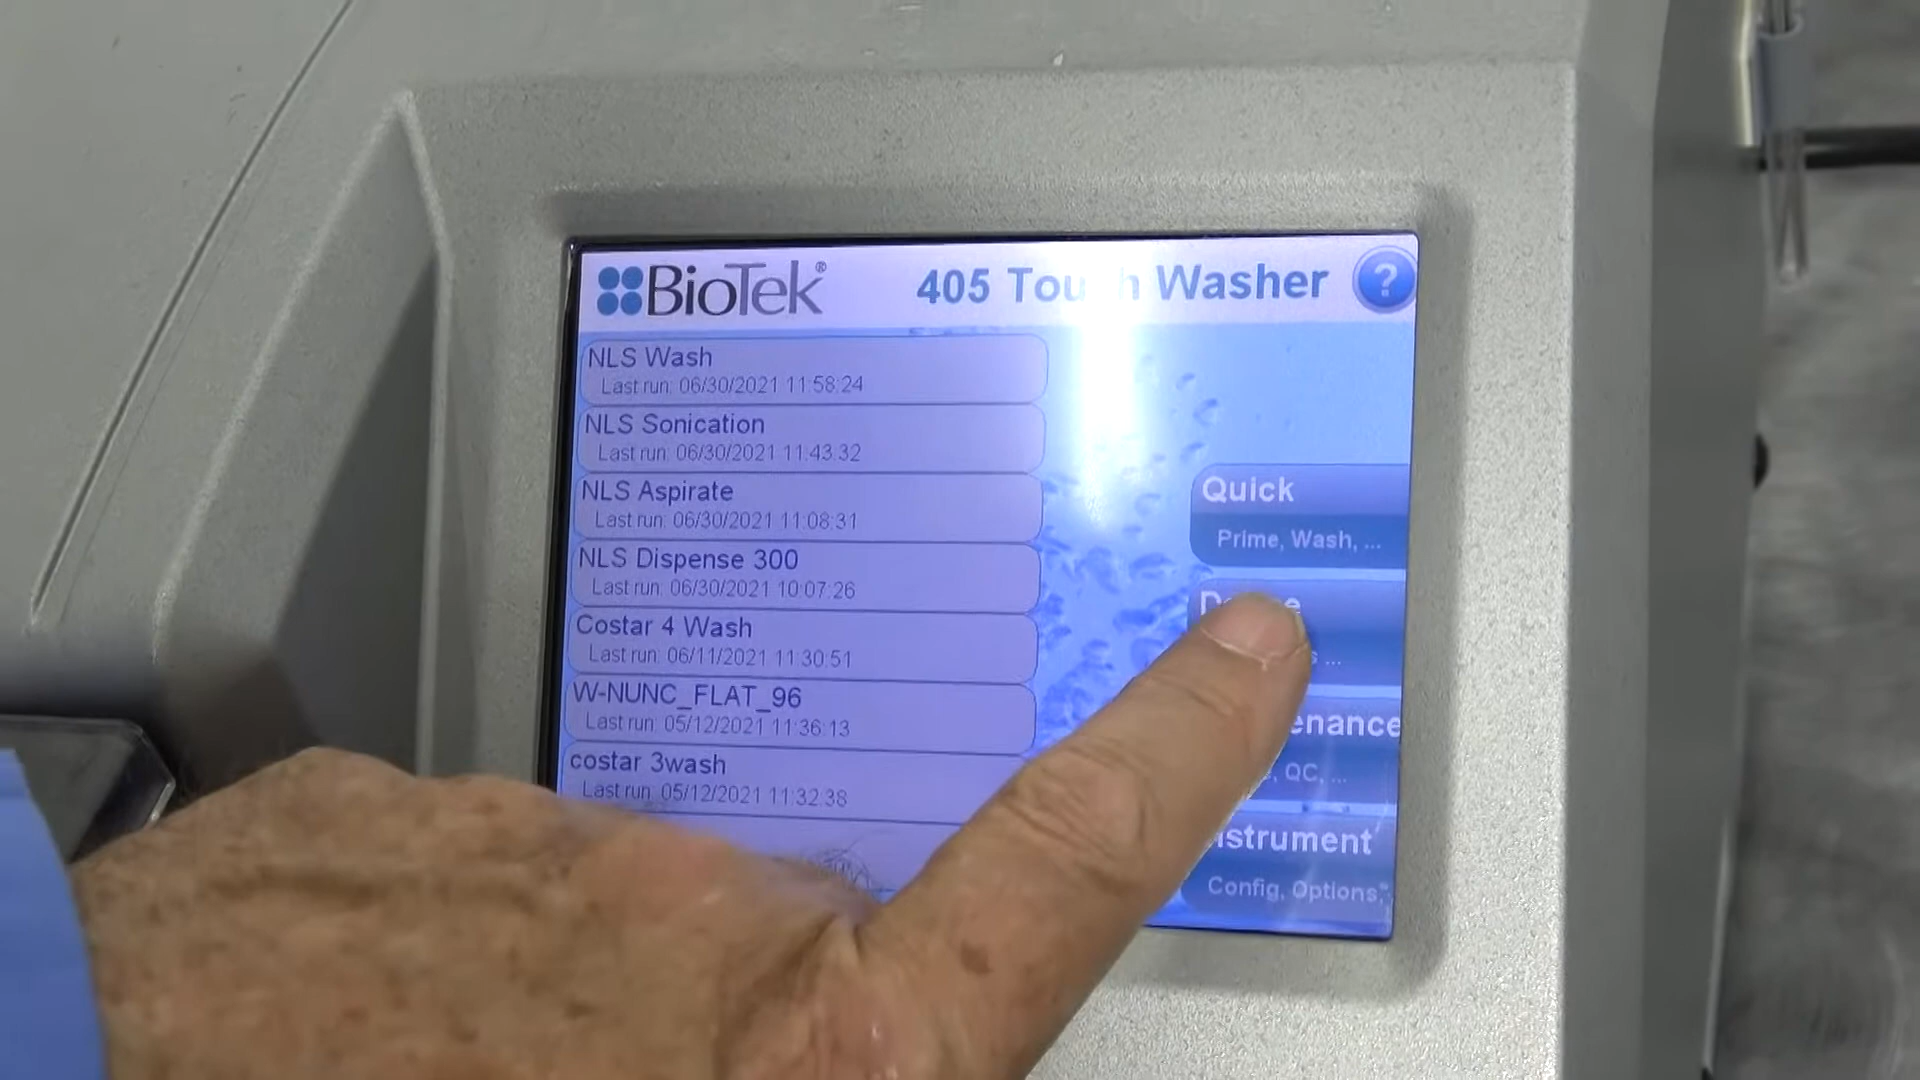 BioTek®
405 Touch Washer
?
NLS Wash
Last run: 06/30/2021 11:58:24
NLS Sonication
Last run: 06/30/2021 11:43:32
NLS Aspirate
Last run: 06/30/2021 11:08:31
NLS Dispense 300
Last run: 06/30/2021 10:07:26
Costar 4 Wash
Last run: 06/11/2021 11:30:51
W-NUNC_FLAT_96
Last run: 05/12/2021 11:36:13
costar 3wash
Last run: 05/12/2021 11:32:38
Quick
Prime, Wash, ...
QC, ...
Instrument
Config, Options,